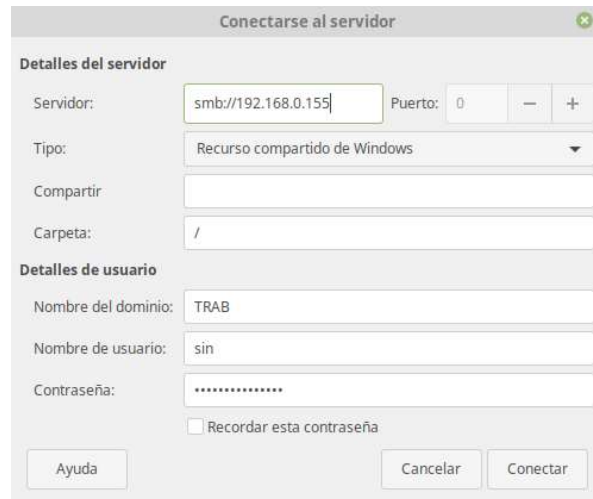 Conectarse al servidor
Detalles del servidor
Servidor: smb://192.168.0.155 Puerto: 0 − +
Tipo: Recurso compartido de Windows
Compartir
Carpeta: /
Detalles de usuario
Nombre del dominio: TRAB
Nombre de usuario: sin
Contraseña: •••••••••••••••
Recordar esta contraseña
Ayuda Cancelar Conectar